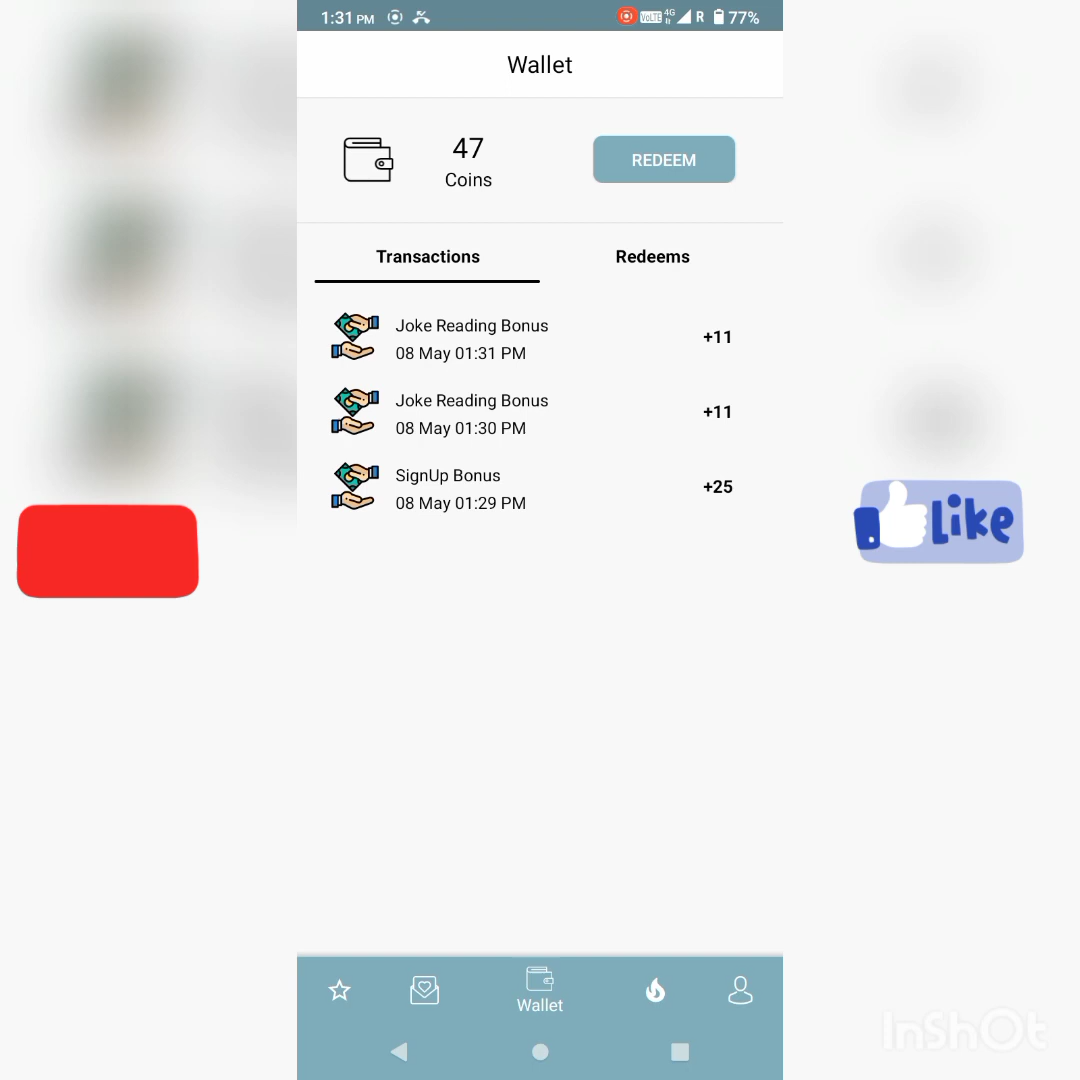 1:31 PM VoLTE 4G R 77%
Wallet
47
Coins
REDEEM
Transactions Redeems
Joke Reading Bonus
08 May 01:31 PM
+11
Joke Reading Bonus
08 May 01:30 PM
+11
SignUp Bonus
08 May 01:29 PM
+25
Like
Wallet
InShOt